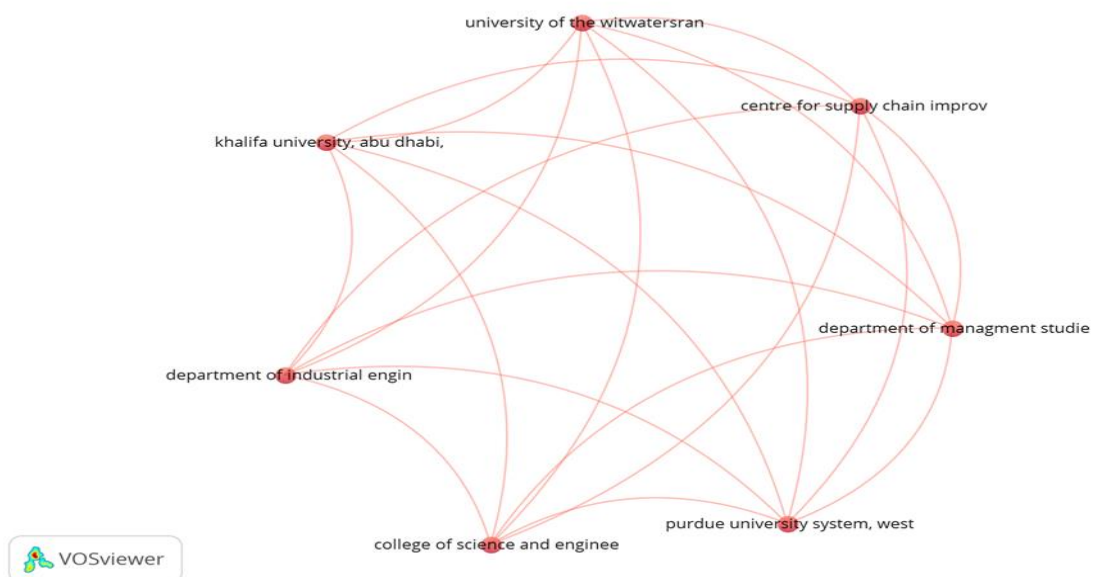 university of the witwatersran
centre for supply chain improv
khalifa university, abu dhabi,
department of managment studie
department of industrial engin
purdue university system, west
college of science and enginee
VOSviewer